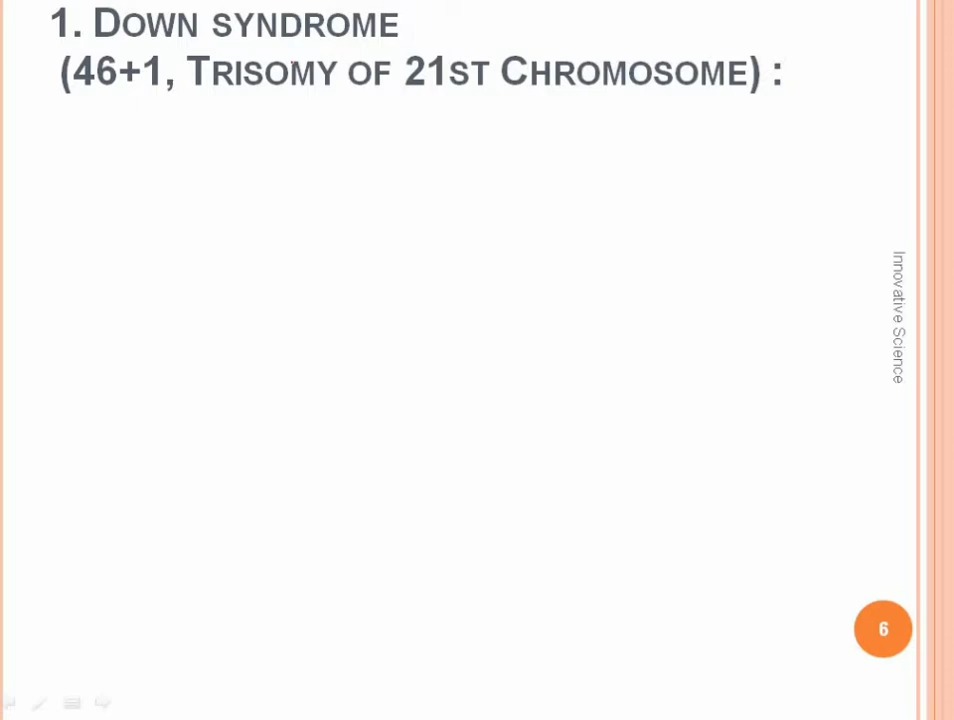 1. DOWN SYNDROME
(46+1, TRISOMY OF 21ST CHROMOSOME) :
Innovative Science
6